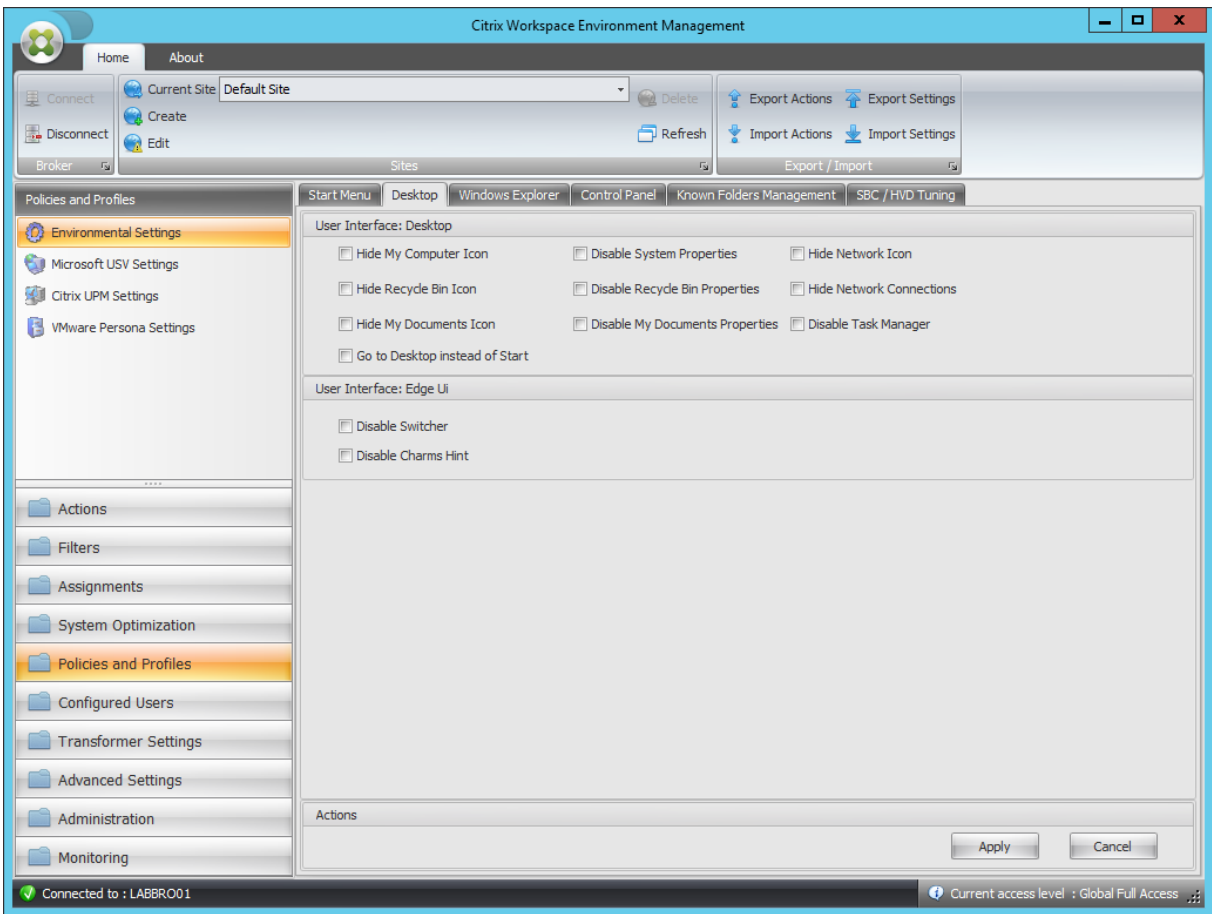 Citrix Workspace Environment Management
Home About
Connect
Disconnect
Broker
Current Site Default Site
Create
Edit
Delete
Refresh
Sites
Export Actions Export Settings
Import Actions Import Settings
Export / Import
Policies and Profiles
Environmental Settings
Microsoft USV Settings
Citrix UPM Settings
VMware Persona Settings
Actions
Filters
Assignments
System Optimization
Policies and Profiles
Configured Users
Transformer Settings
Advanced Settings
Administration
Monitoring
Start Menu Desktop Windows Explorer Control Panel Known Folders Management SBC / HVD Tuning
User Interface: Desktop
Hide My Computer Icon Disable System Properties Hide Network Icon
Hide Recycle Bin Icon Disable Recycle Bin Properties Hide Network Connections
Hide My Documents Icon Disable My Documents Properties Disable Task Manager
Go to Desktop instead of Start
User Interface: Edge Ui
Disable Switcher
Disable Charms Hint
Actions
Apply Cancel
Connected to : LABBRO01 Current access level : Global Full Access